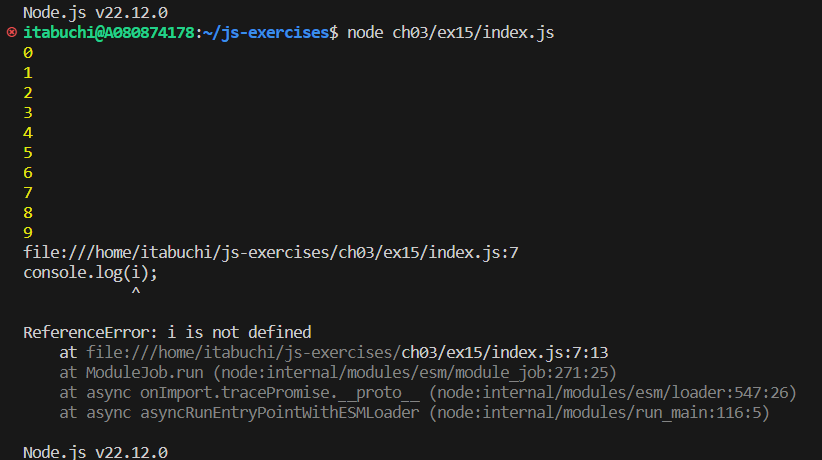 Node.js v22.12.0
itabuchi@A080874178:~/js-exercises$ node ch03/ex15/index.js
0
1
2
3
4
5
6
7
8
9
file:///home/itabuchi/js-exercises/ch03/ex15/index.js:7
console.log(i);
            ^
ReferenceError: i is not defined
    at file:///home/itabuchi/js-exercises/ch03/ex15/index.js:7:13
    at ModuleJob.run (node:internal/modules/esm/module_job:271:25)
    at async onImport.tracePromise.__proto__ (node:internal/modules/esm/loader:547:26)
    at async asyncRunEntryPointWithESMLoader (node:internal/modules/run_main:116:5)
Node.js v22.12.0